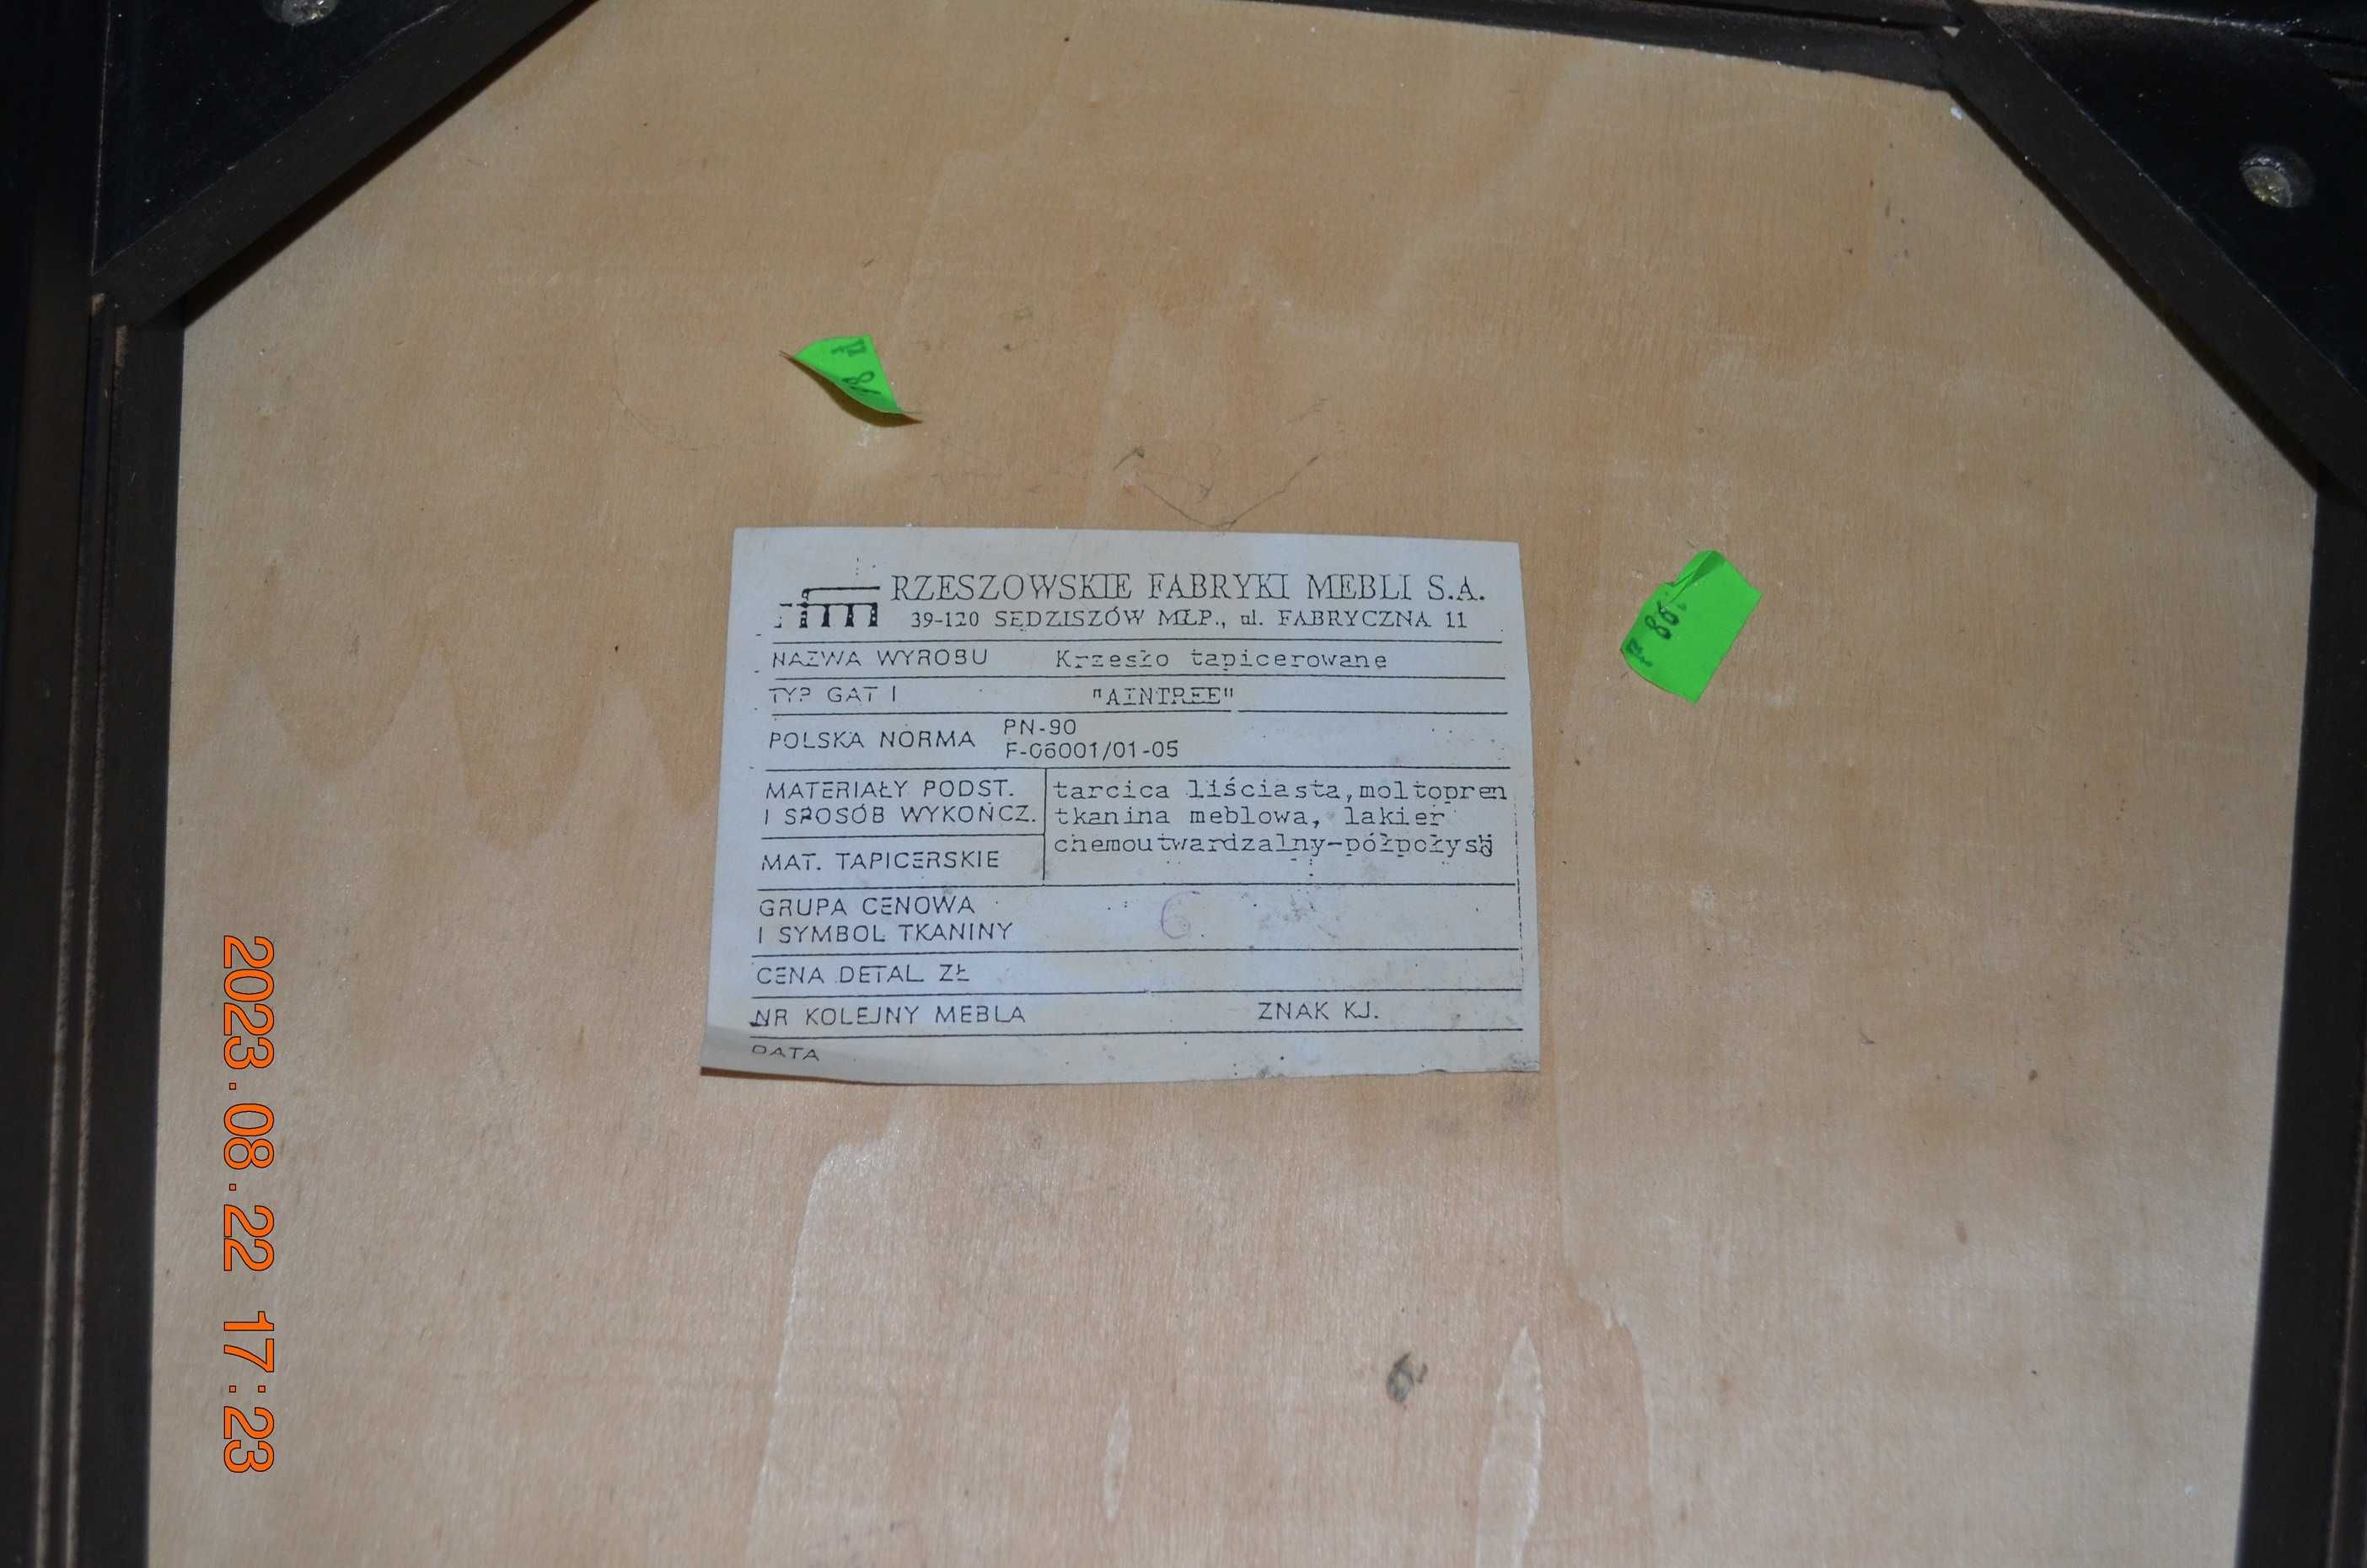 RZESZOWSKIE FABRYKI MEBLI S.A.
39-120 SĘDZISZÓW MŁP., ul. FABRYCZNA 11
NAZWA WYROBU Krzesło tapicerowane
TYP GAT I "AINTREE"
POLSKA NORMA PN-90
F-06001/01-05
MATERIAŁY PODST.
I SPOSÓB WYKOŃCZ.
MAT. TAPICERSKIE
tarcica liściasta,moltopren
tkanina meblowa, lakier
chemoutwardzalny-półpołysk
GRUPA CENOWA
I SYMBOL TKANINY
6
CENA DETAL ZŁ
NR KOLEJNY MEBLA ZNAK KJ.
DATA
2023.08.22 17:23